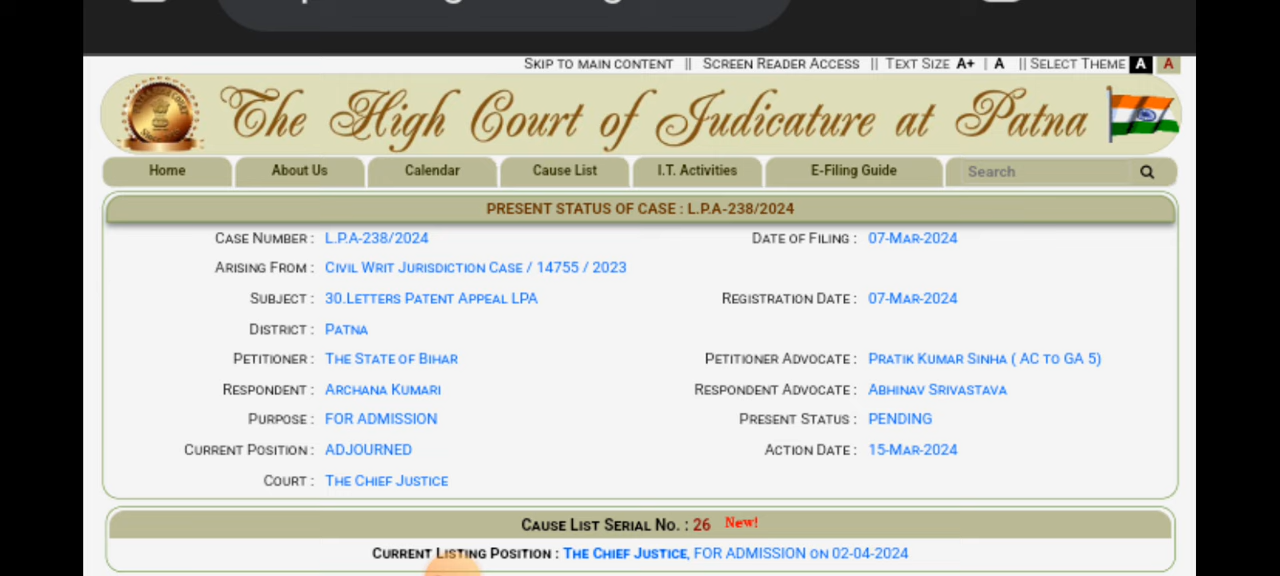 SKIP TO MAIN CONTENT || SCREEN READER ACCESS || TEXT SIZE A+ | A || SELECT THEME A A
The High Court of Judicature at Patna
Home About Us Calendar Cause List I.T. Activities E-Filing Guide Search
PRESENT STATUS OF CASE : L.P.A-238/2024
CASE NUMBER : L.P.A-238/2024 DATE OF FILING : 07-MAR-2024
ARISING FROM : CIVIL WRIT JURISDICTION CASE / 14755 / 2023
SUBJECT : 30.LETTERS PATENT APPEAL LPA REGISTRATION DATE : 07-MAR-2024
DISTRICT : PATNA
PETITIONER : THE STATE OF BIHAR PETITIONER ADVOCATE : PRATIK KUMAR SINHA ( AC TO GA 5)
RESPONDENT : ARCHANA KUMARI RESPONDENT ADVOCATE : ABHINAV SRIVASTAVA
PURPOSE : FOR ADMISSION PRESENT STATUS : PENDING
CURRENT POSITION : ADJOURNED ACTION DATE : 15-MAR-2024
COURT : THE CHIEF JUSTICE
CAUSE LIST SERIAL NO. : 26 New!
CURRENT LISTING POSITION : THE CHIEF JUSTICE, FOR ADMISSION ON 02-04-2024